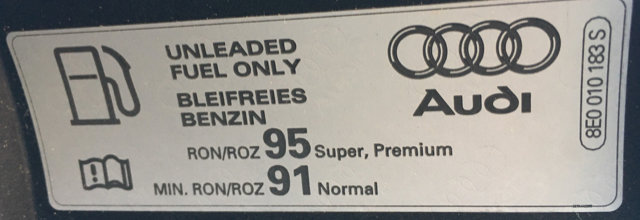 UNLEADED
FUEL ONLY
BLEIFREIES
BENZIN
RON/ROZ 95 Super, Premium
MIN. RON/ROZ 91 Normal
Audi
8E0 010 183 S